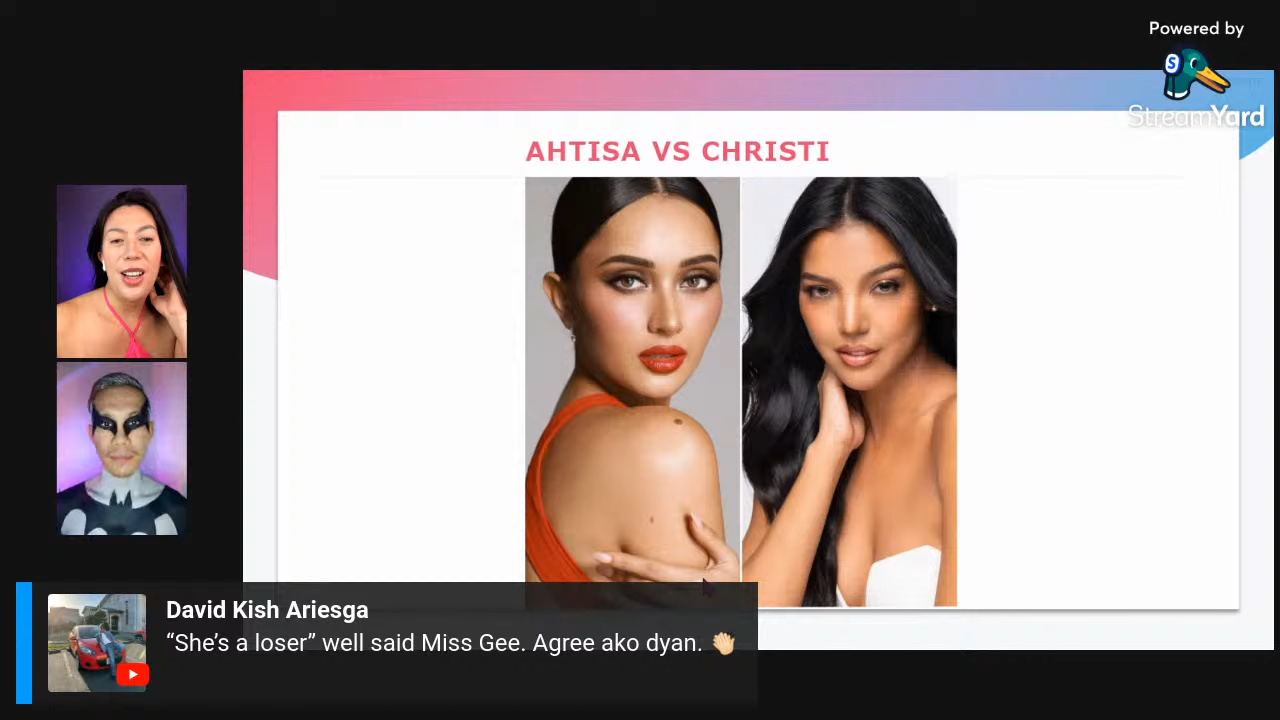 Powered by
S
StreamYard
AHTISA VS CHRISTI
David Kish Ariesga
“She’s a loser” well said Miss Gee. Agree ako dyan. 👏🏻